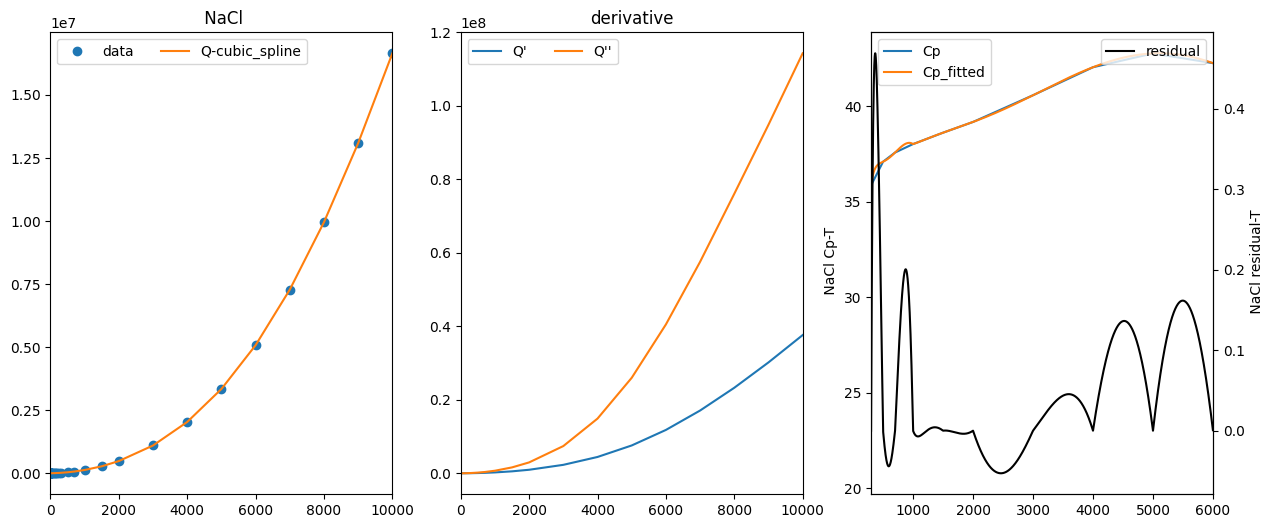 NaCl
1e7
data
Q-cubic_spline
1.50
1.25
1.00
0.75
0.50
0.25
0.00
0 2000 4000 6000 8000 10000
derivative
1e8
Q'
Q''
1.2
1.0
0.8
0.6
0.4
0.2
0.0
0 2000 4000 6000 8000 10000
Cp
Cp_fitted
residual
NaCl Cp-T
40
35
30
25
20
1000 2000 3000 4000 5000 6000
0.4
0.3
0.2
0.1
0.0
NaCl residual-T